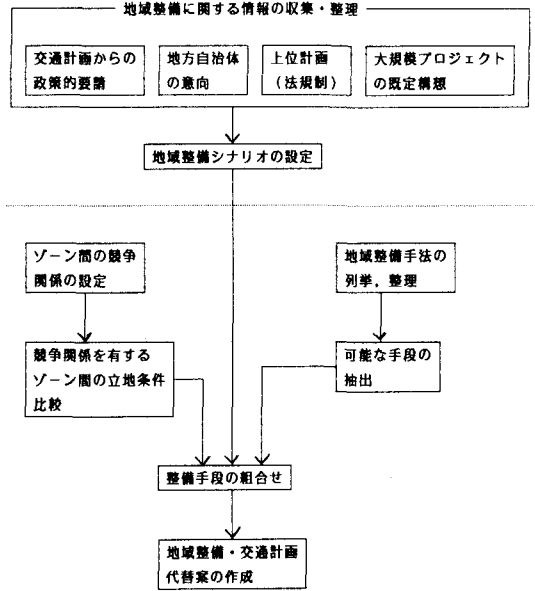 地域整備に関する情報の収集・整理
交通計画からの
政策的要請
地方自治体
の意向
上位計画
(法規制)
大規模プロジェクト
の既定構想
地域整備シナリオの設定
ゾーン間の競争
関係の設定
地域整備手法の
列挙，整理
競争関係を有する
ゾーン間の立地条件
比較
可能な手段の
抽出
整備手段の組合せ
地域整備・交通計画
代替案の作成